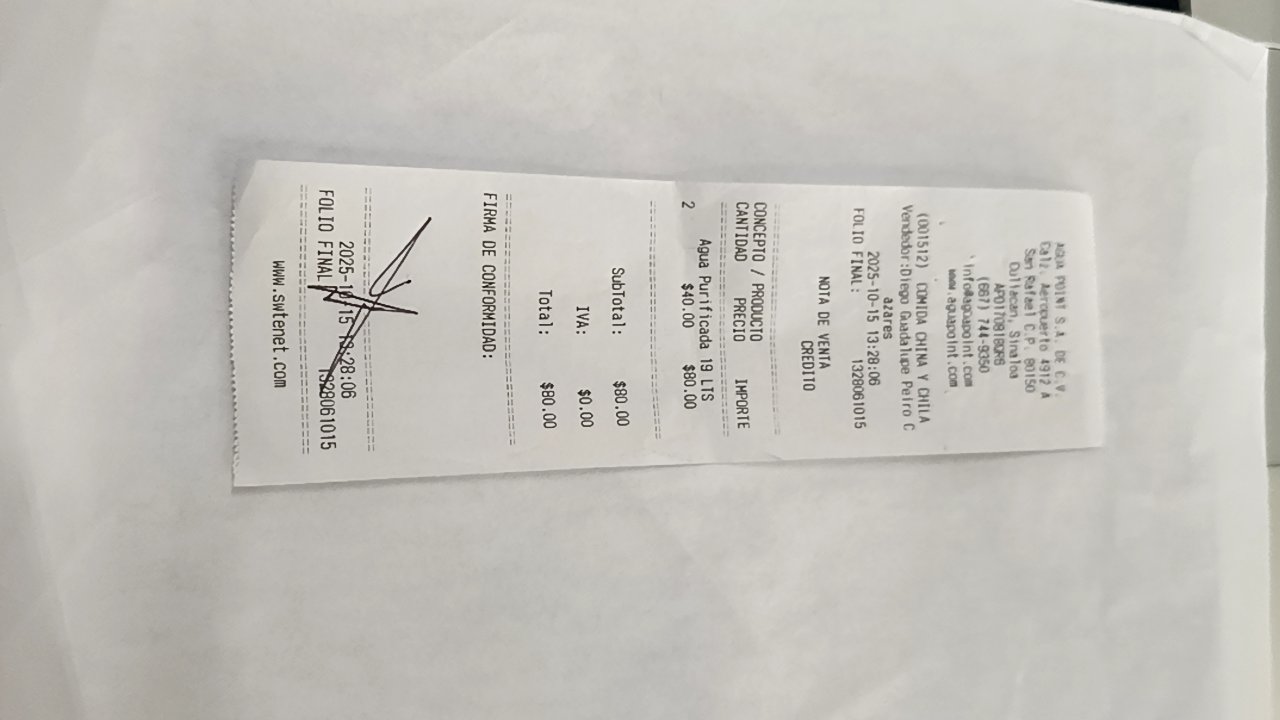 AGUA POINT S.A. DE C.V.
Calz. Aeropuerto 4912 A
San Rafael C.P. 80150
Culiacan, Sinaloa
(667) 744-9350
info@aguapoint.com
www.aguapoint.com
(001512) COMIDA CHINA Y CHILA
Vendedor:Diego Guadalupe Peiro C
azares
2025-10-15 13:28:06
FOLIO FINAL: 1328061015
NOTA DE VENTA
CREDITO
CONCEPTO / PRODUCTO
CANTIDAD PRECIO IMPORTE
Agua Purificada 19 LTS
2 $40.00 $80.00
SubTotal: $80.00
IVA: $0.00
Total: $80.00
FIRMA DE CONFORMIDAD:
2025-10-15 13:28:06
FOLIO FINAL: 1328061015
www.swtenet.com